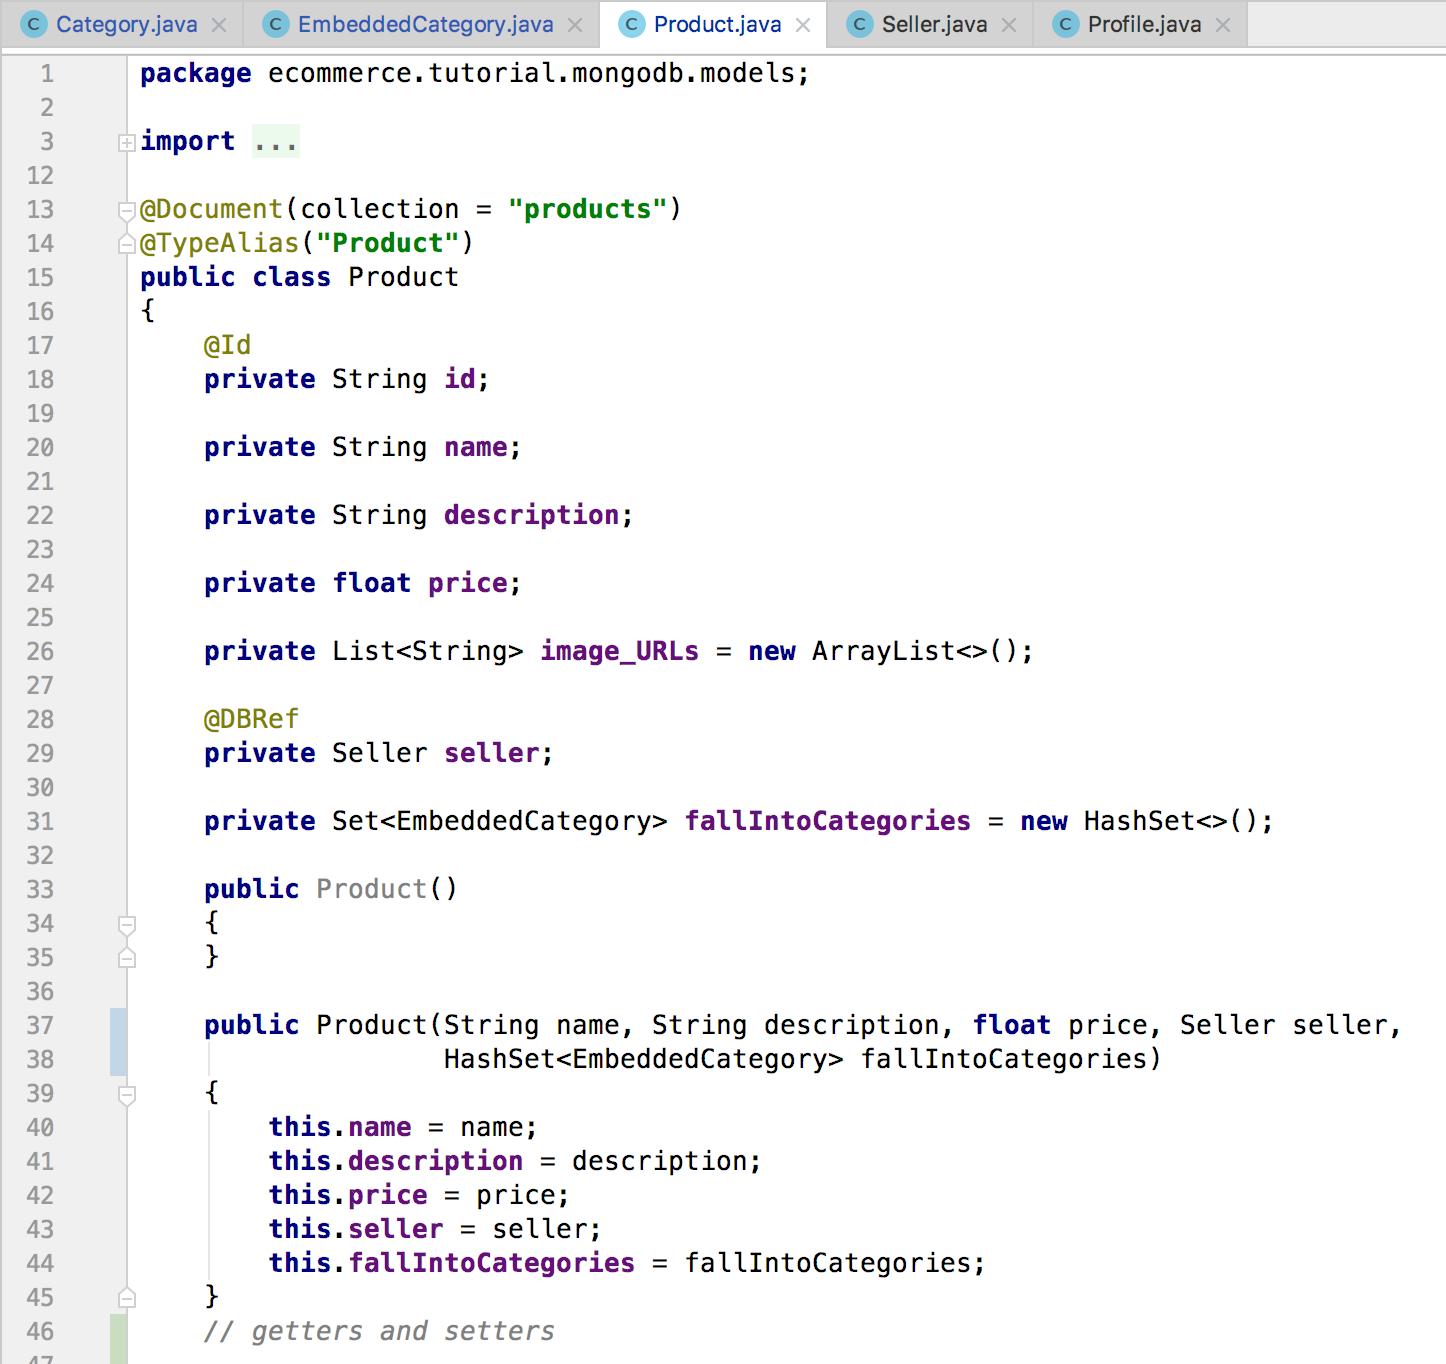 C Category.java × C EmbeddedCategory.java × C Product.java × C Seller.java × C Profile.java ×
1 package ecommerce.tutorial.mongodb.models;
2
3 import ...
12
13 @Document(collection = "products")
14 @TypeAlias("Product")
15 public class Product
16 {
17 @Id
18 private String id;
19
20 private String name;
21
22 private String description;
23
24 private float price;
25
26 private List<String> image_URLs = new ArrayList<>();
27
28 @DBRef
29 private Seller seller;
30
31 private Set<EmbeddedCategory> fallIntoCategories = new HashSet<>();
32
33 public Product()
34 {
35 }
36
37 public Product(String name, String description, float price, Seller seller,
38 HashSet<EmbeddedCategory> fallIntoCategories)
39 {
40 this.name = name;
41 this.description = description;
42 this.price = price;
43 this.seller = seller;
44 this.fallIntoCategories = fallIntoCategories;
45 }
46 // getters and setters
47